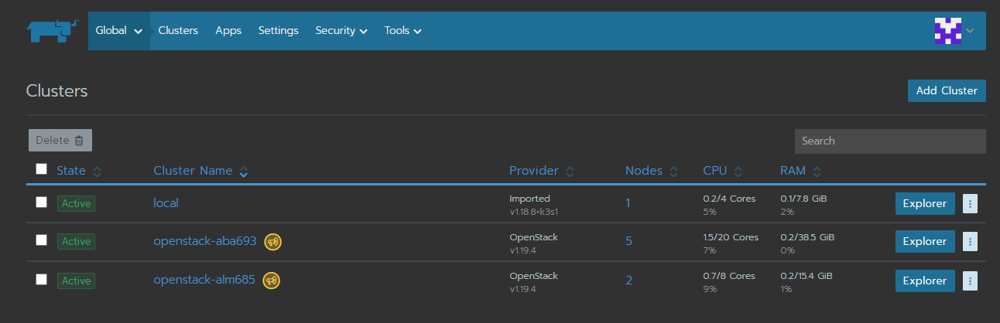 Global Clusters Apps Settings Security Tools
Clusters Add Cluster
Delete Search
State Cluster Name Provider Nodes CPU RAM
Active local Imported 1 0.2/4 Cores 0.1/7.8 GiB Explorer
v1.18.8+k3s1 5% 2%
Active openstack-aba693 OpenStack 5 1.5/20 Cores 0.2/38.5 GiB Explorer
v1.19.4 7% 0%
Active openstack-alm685 OpenStack 2 0.7/8 Cores 0.2/15.4 GiB Explorer
v1.19.4 9% 1%